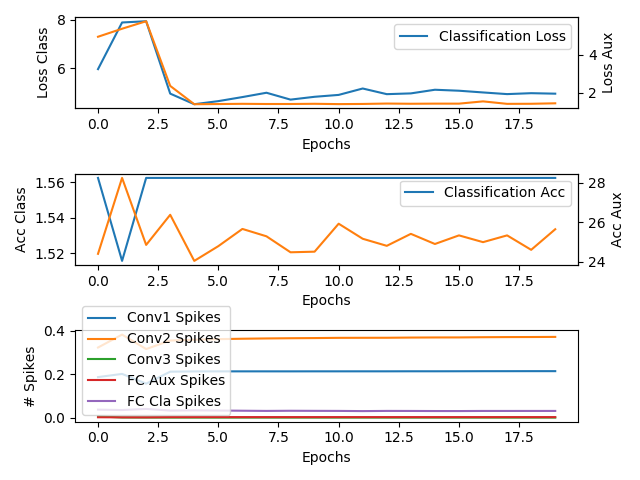 8
6
Loss Class
Classification Loss
4
2
Loss Aux
0.0 2.5 5.0 7.5 10.0 12.5 15.0 17.5
Epochs
1.56
1.54
1.52
Acc Class
Classification Acc
28
26
24
Acc Aux
0.0 2.5 5.0 7.5 10.0 12.5 15.0 17.5
Epochs
0.4
0.2
0.0
# Spikes
Conv1 Spikes
Conv2 Spikes
Conv3 Spikes
FC Aux Spikes
FC Cla Spikes
0.0 2.5 5.0 7.5 10.0 12.5 15.0 17.5
Epochs